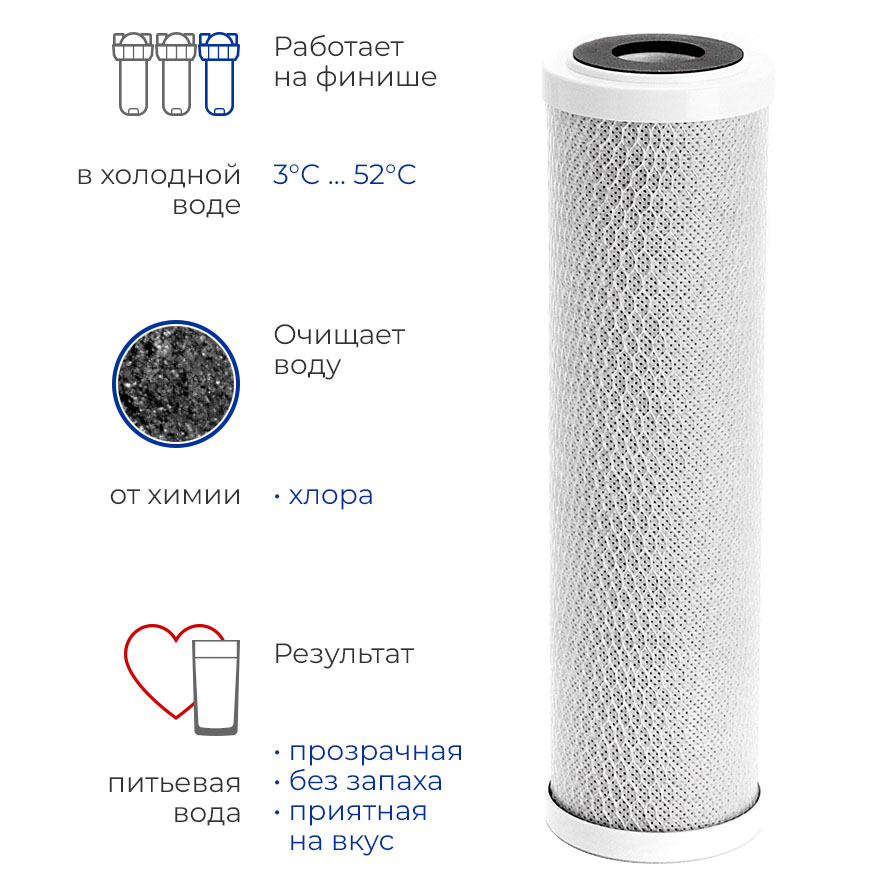 Работает
на финише
в холодной
воде
3°C ... 52°C
Очищает
воду
от химии
• хлора
Результат
питьевая
вода
• прозрачная
• без запаха
• приятная
на вкус